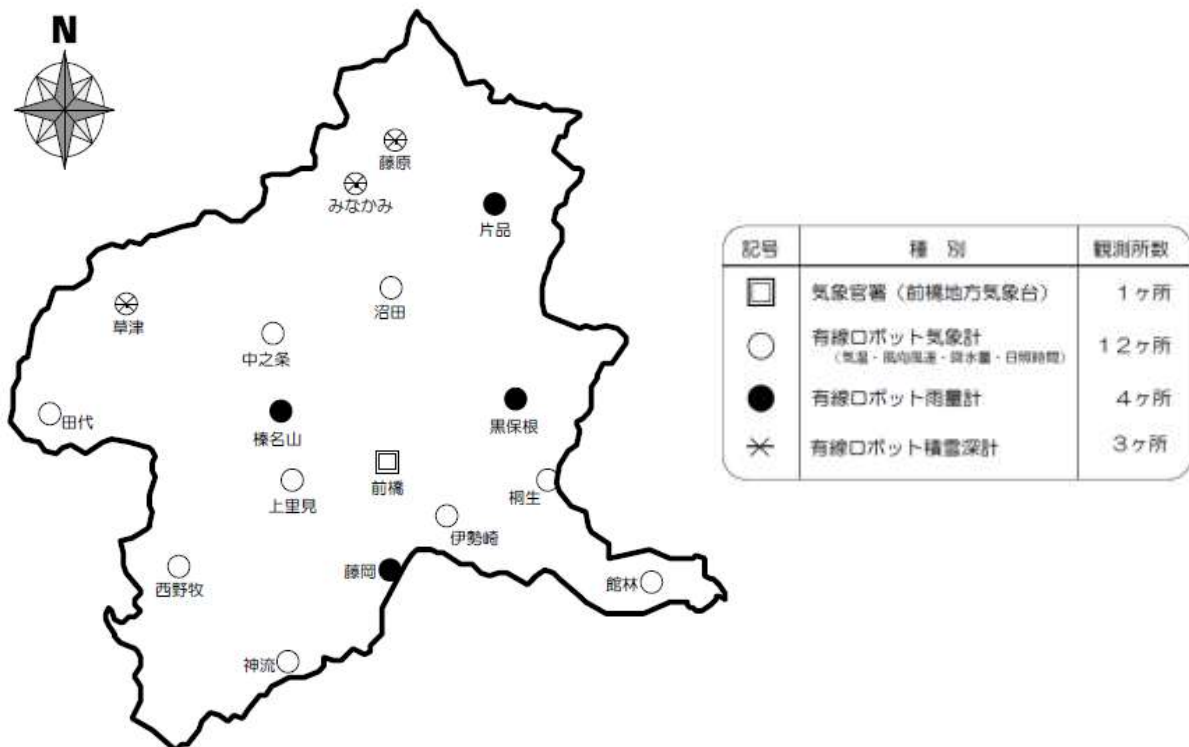 N
藤原
みなかみ
片品
沼田
草津
中之条
田代
榛名山
黒保根
前橋
上里見
桐生
伊勢崎
藤岡
西野牧
館林
神流
記号 種 別 観測所数
気象官署（前橋地方気象台） 1ヶ所
有線ロボット気象計 12ヶ所
（気温・風向風速・降水量・日照時間）
有線ロボット雨量計 4ヶ所
有線ロボット積雪深計 3ヶ所